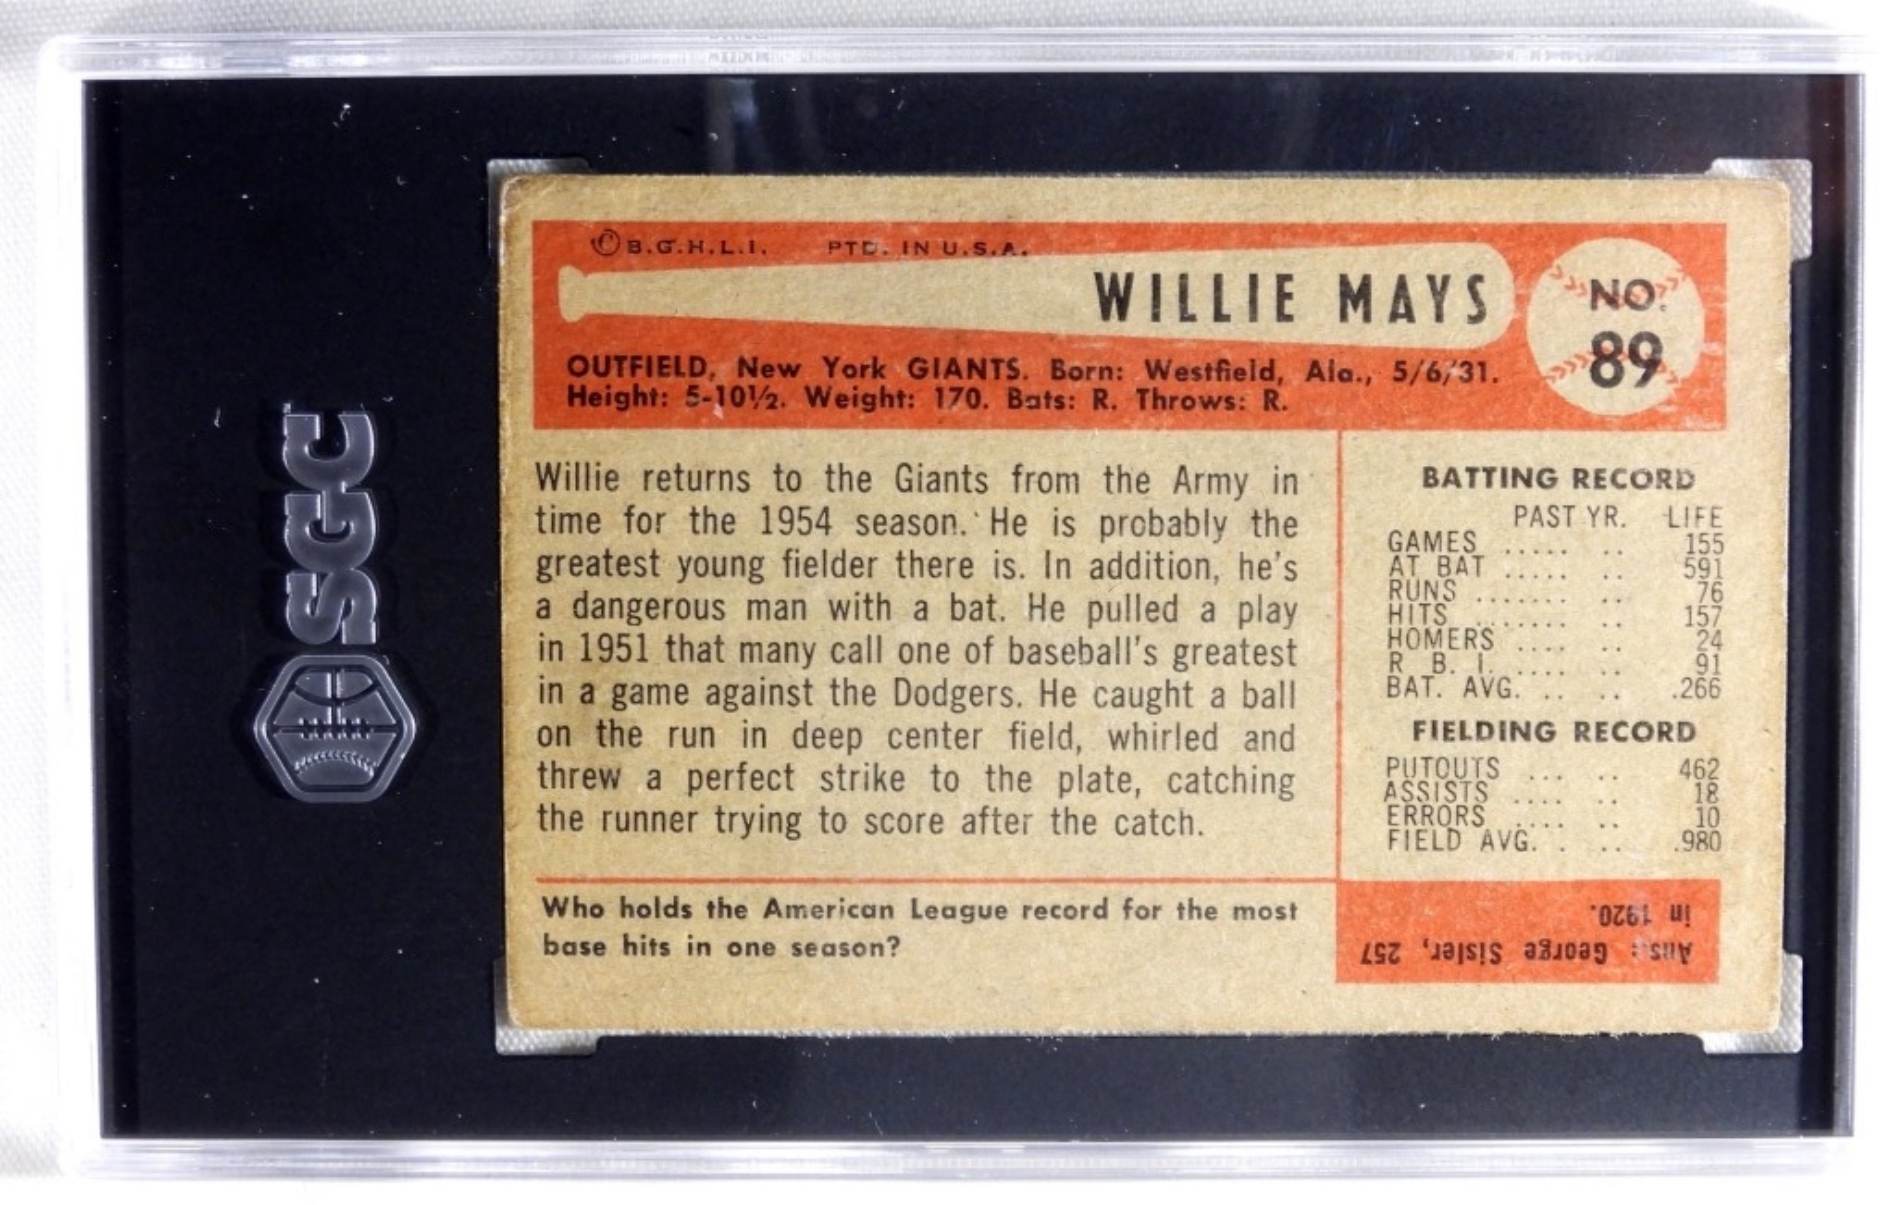 © B.G.H.L.I. PTD. IN U.S.A.
WILLIE MAYS
NO.
89
OUTFIELD, New York GIANTS. Born: Westfield, Ala., 5/6/31.
Height: 5-10½. Weight: 170. Bats: R. Throws: R.
Willie returns to the Giants from the Army in
time for the 1954 season. He is probably the
greatest young fielder there is. In addition, he's
a dangerous man with a bat. He pulled a play
in 1951 that many call one of baseball's greatest
in a game against the Dodgers. He caught a ball
on the run in deep center field, whirled and
threw a perfect strike to the plate, catching
the runner trying to score after the catch.
Who holds the American League record for the most
base hits in one season?
BATTING RECORD
PAST YR. LIFE
GAMES ..... .. 155
AT BAT ..... .. 591
RUNS ....... .. 76
HITS ....... .. 157
HOMERS .... .. 24
R. B. I. .... .. 91
BAT. AVG. .. .. .266
FIELDING RECORD
PUTOUTS ... .. 462
ASSISTS .... .. 18
ERRORS .... .. 10
FIELD AVG. . .. .980
Ans.: George Sisler, 257
in 1920.
SGC